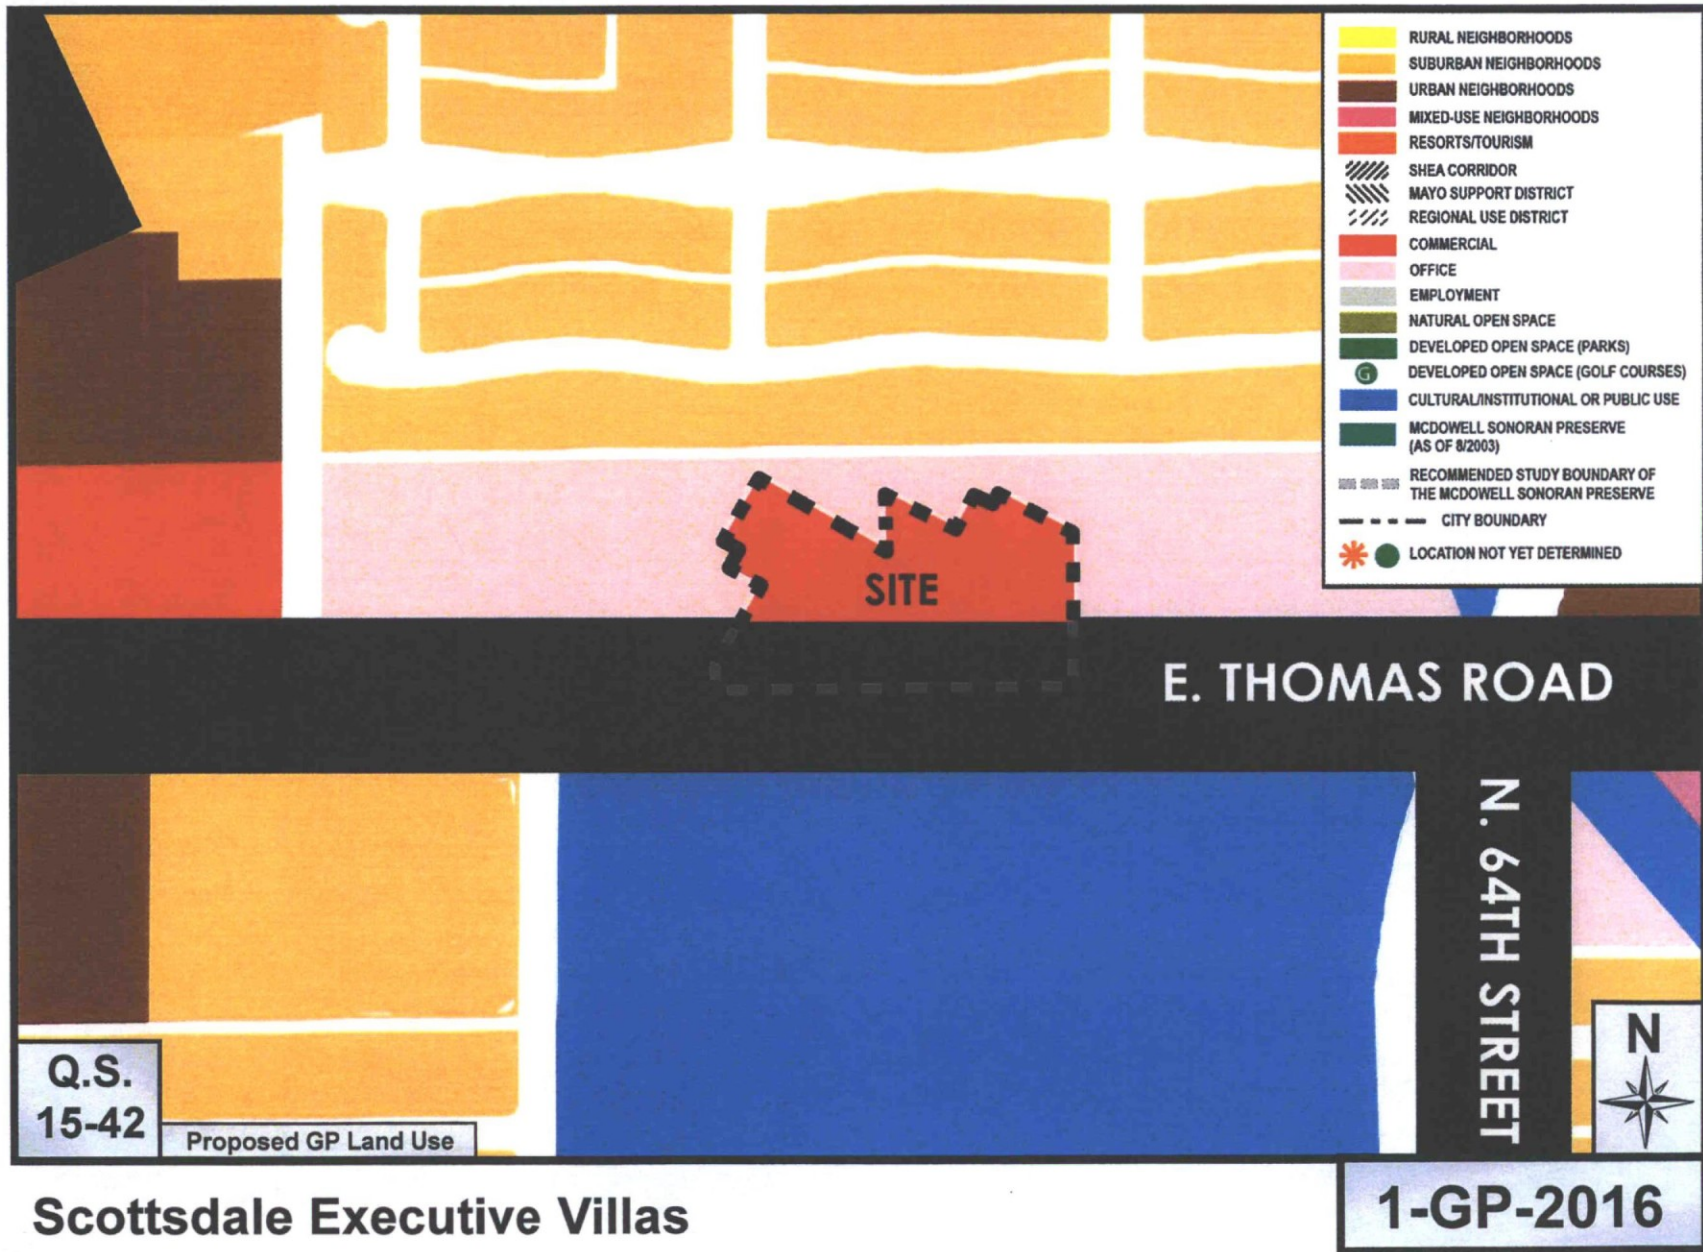 RURAL NEIGHBORHOODS
SUBURBAN NEIGHBORHOODS
URBAN NEIGHBORHOODS
MIXED-USE NEIGHBORHOODS
RESORTS/TOURISM
SHEA CORRIDOR
MAYO SUPPORT DISTRICT
REGIONAL USE DISTRICT
COMMERCIAL
OFFICE
EMPLOYMENT
NATURAL OPEN SPACE
DEVELOPED OPEN SPACE (PARKS)
G DEVELOPED OPEN SPACE (GOLF COURSES)
CULTURAL/INSTITUTIONAL OR PUBLIC USE
MCDOWELL SONORAN PRESERVE
(AS OF 8/2003)
RECOMMENDED STUDY BOUNDARY OF
THE MCDOWELL SONORAN PRESERVE
CITY BOUNDARY
LOCATION NOT YET DETERMINED
SITE
E. THOMAS ROAD
N. 64TH STREET
N
Q.S.
15-42
Proposed GP Land Use
Scottsdale Executive Villas
1-GP-2016